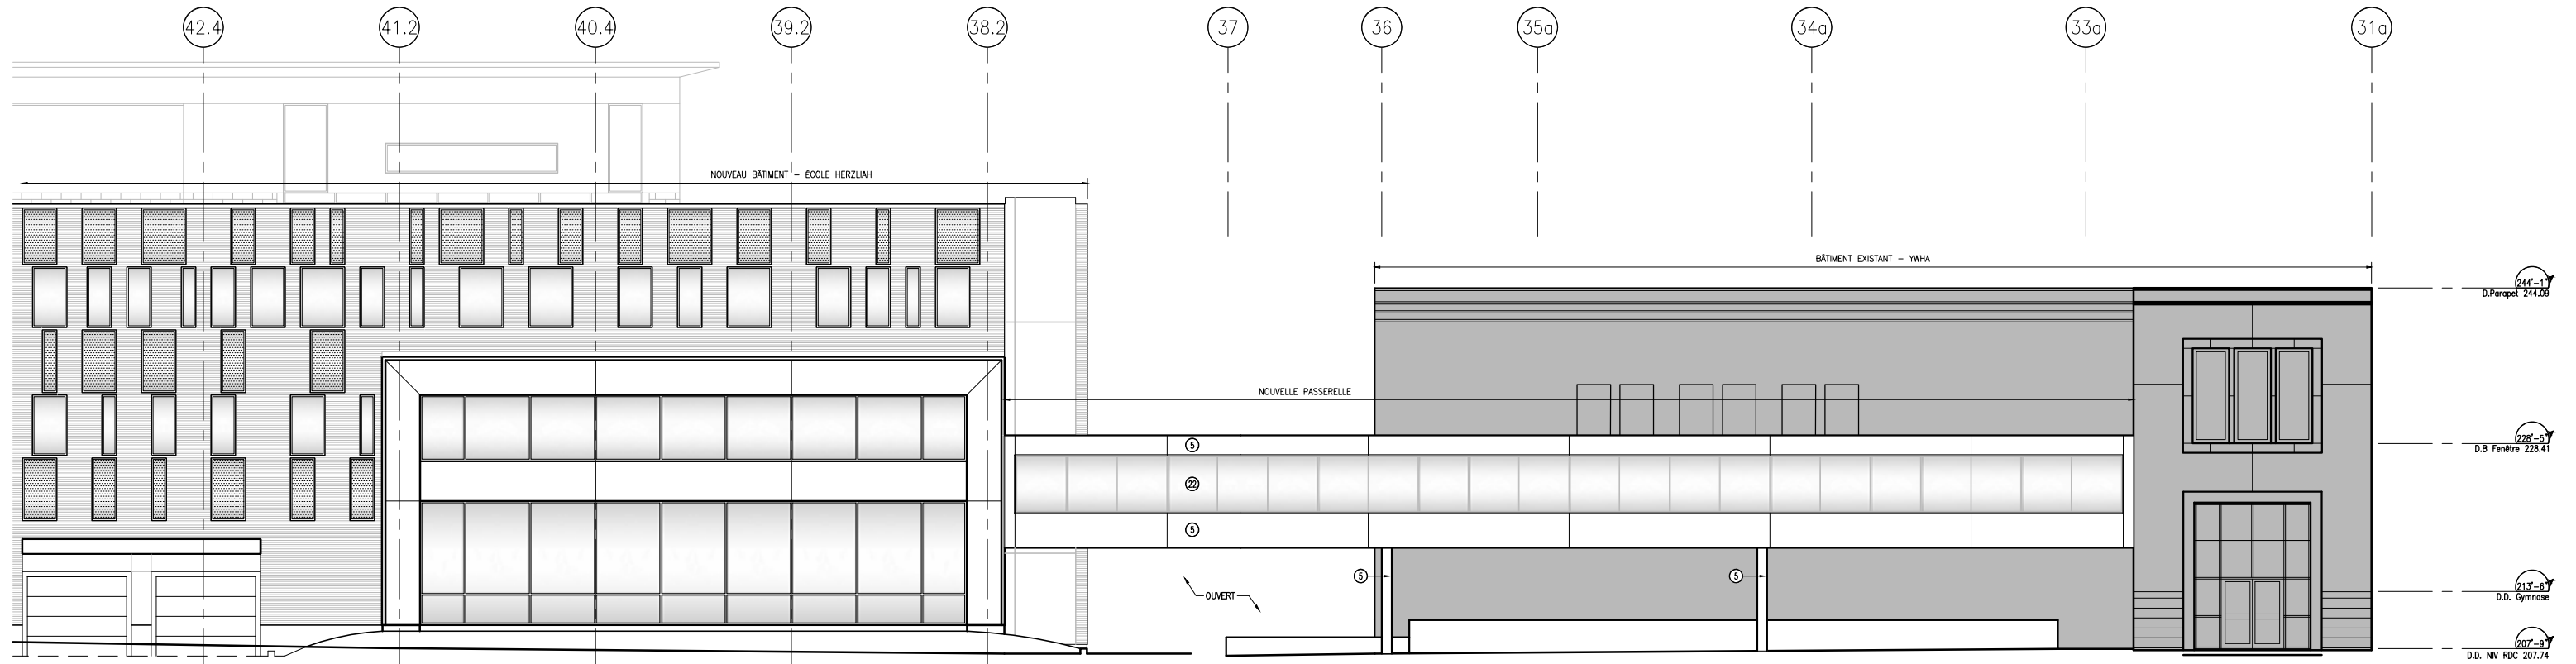 42.4 41.2 40.4 39.2 38.2 37 36 35a 34a 33a 31a
NOUVEAU BÂTIMENT - ÉCOLE HERZLIAH
BÂTIMENT EXISTANT - YWHA
244'-1"
D.Parapet 244.09
NOUVELLE PASSERELLE
5
228'-5"
D.B Fenêtre 228.41
22
5
5
5
OUVERT
213'-6"
D.D. Gymnase
207'-9"
D.D. NIV RDC 207.74